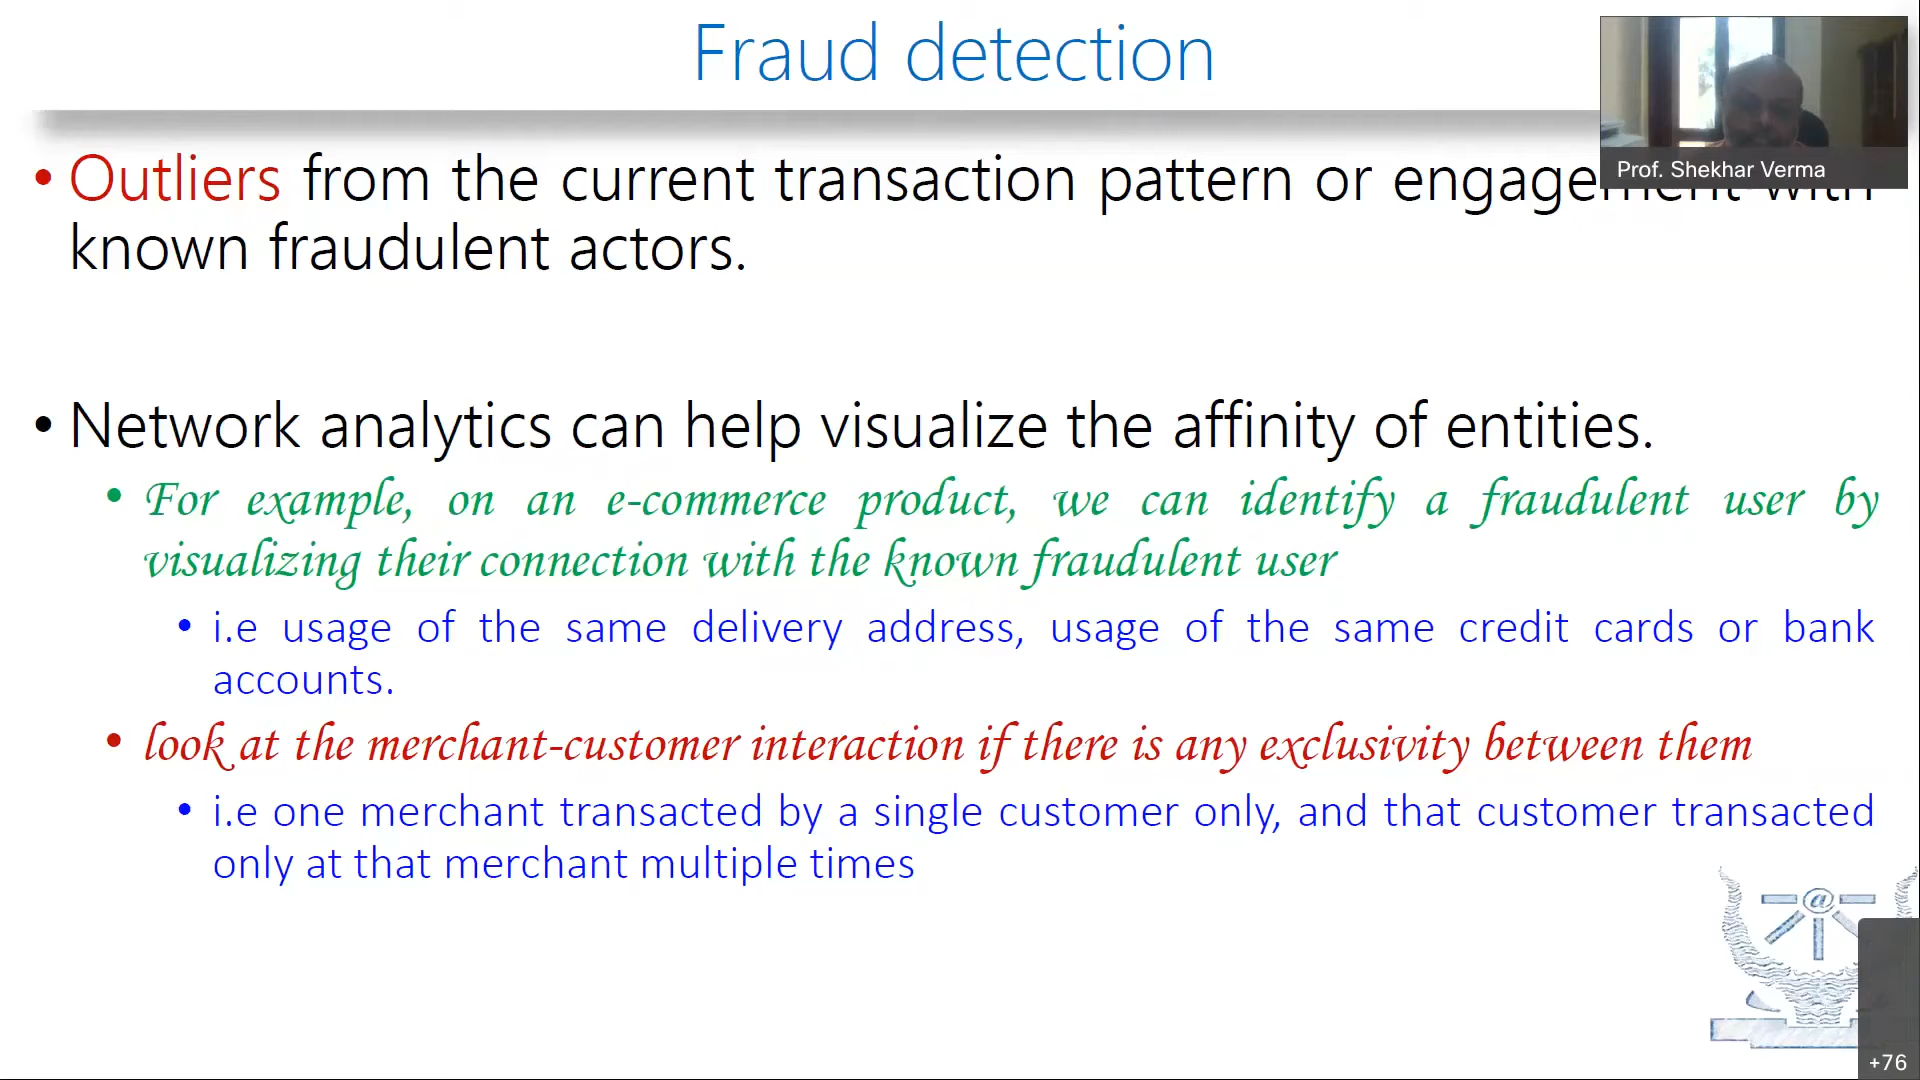 Fraud detection
Prof. Shekhar Verma
• Outliers from the current transaction pattern or engagement with
known fraudulent actors.
• Network analytics can help visualize the affinity of entities.
• For example, on an e-commerce product, we can identify a fraudulent user by
visualizing their connection with the known fraudulent user
• i.e usage of the same delivery address, usage of the same credit cards or bank
accounts.
• look at the merchant-customer interaction if there is any exclusivity between them
• i.e one merchant transacted by a single customer only, and that customer transacted
only at that merchant multiple times
@
+76